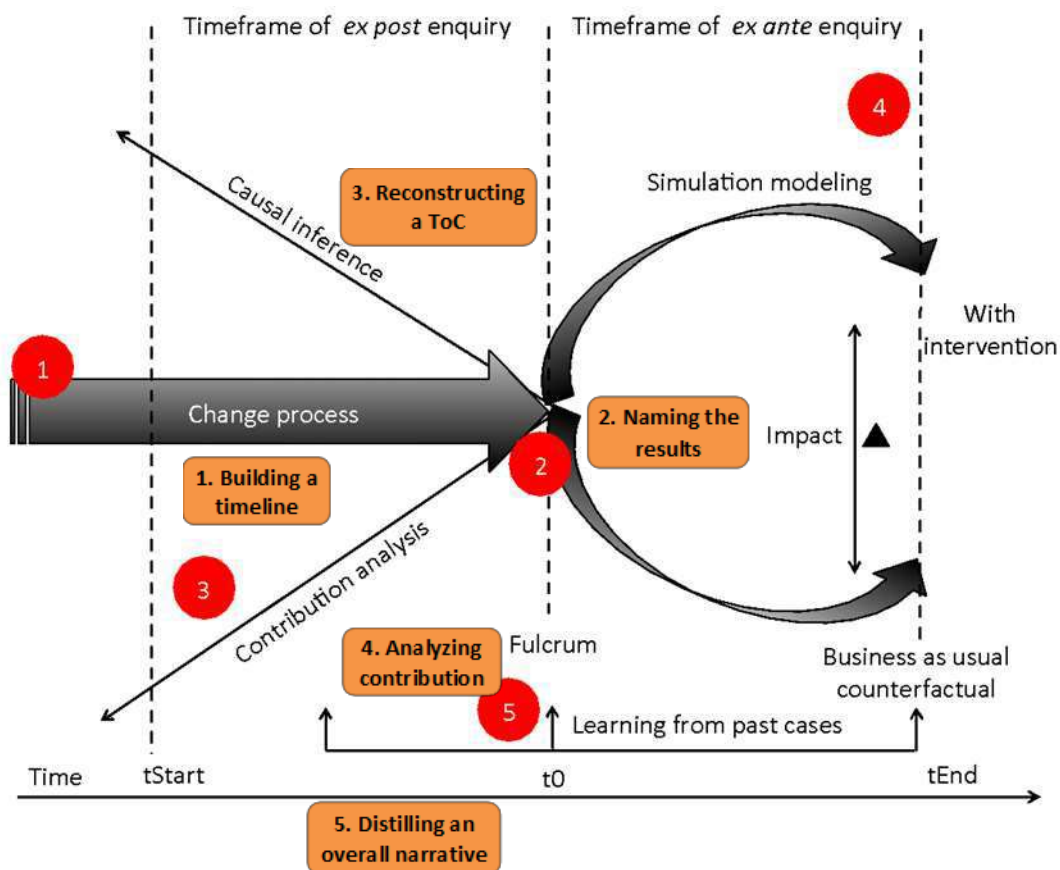 Timeframe of ex post enquiry
Timeframe of ex ante enquiry
4
Simulation modeling
3. Reconstructing
a ToC
Causal inference
With
intervention
1
Change process
2. Naming the
results
Impact
2
1. Building a
timeline
3
Contribution analysis
4. Analyzing
contribution
Fulcrum
Business as usual
counterfactual
5
Learning from past cases
Time
tStart
t0
tEnd
5. Distilling an
overall narrative